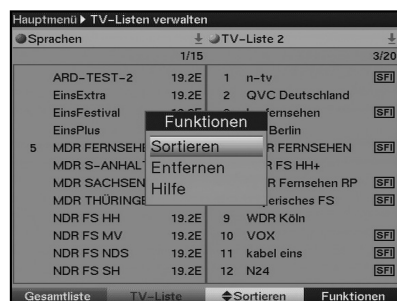 Hauptmenü ▶ TV-Listen verwalten
Sprachen TV-Liste 2
1/15 3/20
ARD-TEST-2 19.2E 1 n-tv SFI
EinsExtra 19.2E 2 QVC Deutschland
EinsFestival fernsehen SFI
EinsPlus Berlin
5 MDR FERNSEHE FERNSEHEN SFI
MDR S-ANHAL FS HH+
MDR SACHSEN Fernsehen RP SFI
MDR THÜRINGE erisches FS SFI
NDR FS HH 19.2E 9 WDR Köln
NDR FS MV 19.2E 10 VOX SFI
NDR FS NDS 19.2E 11 kabel eins SFI
NDR FS SH 19.2E 12 N24 SFI
Funktionen
Sortieren
Entfernen
Hilfe
Gesamtliste TV-Liste Sortieren Funktionen